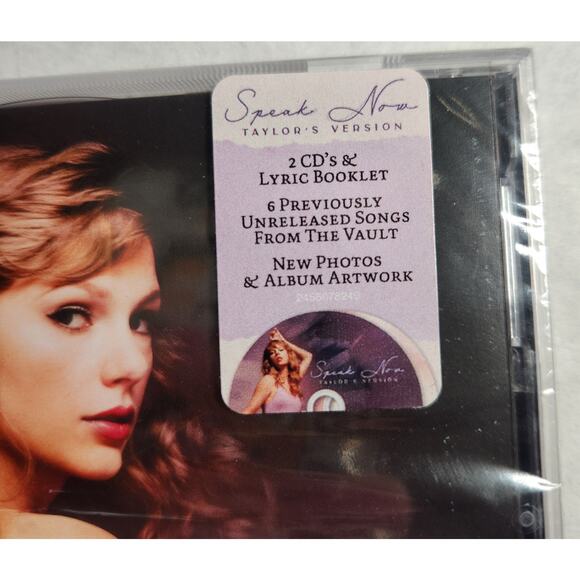 Speak Now
TAYLOR'S VERSION
2 CD'S &
LYRIC BOOKLET
6 PREVIOUSLY
UNRELEASED SONGS
FROM THE VAULT
NEW PHOTOS
& ALBUM ARTWORK
2455078249
Speak Now
TAYLOR'S VERSION